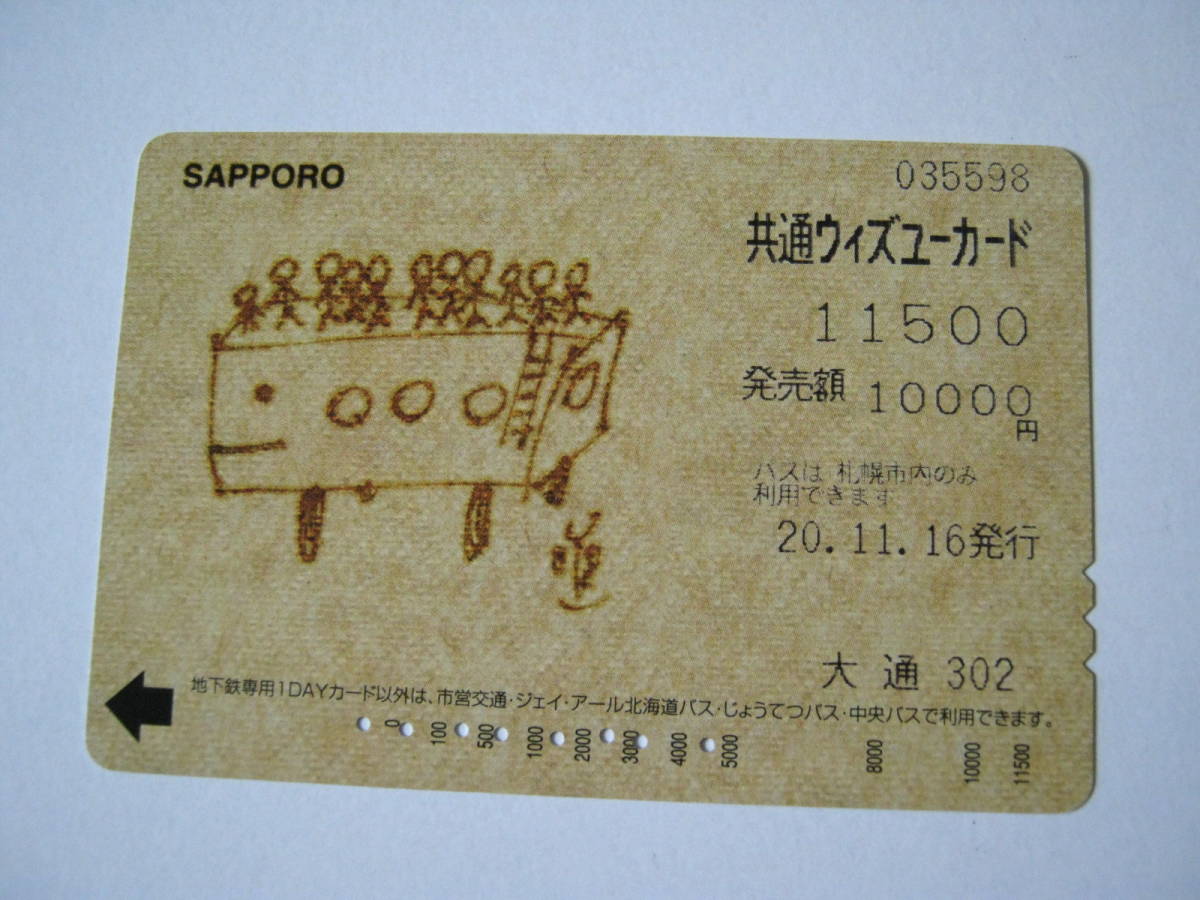 SAPPORO
035598
共通ウィズユーカード
11500
発売額 10000円
バスは 札幌市内のみ
利用できます
20.11.16発行
大通 302
地下鉄専用1DAYカード以外は、市営交通・ジェイ・アール北海道バス・じょうてつバス・中央バスで利用できます。
0 100 500 1000 2000 3000 4000 5000 8000 10000 11500